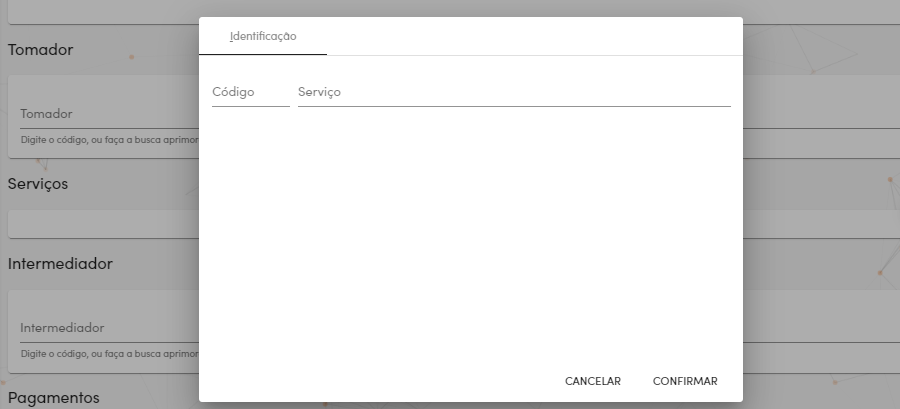 Identificação
Tomador
Código
Serviço
Tomador
Digite o código, ou faça a busca aprimor
Serviços
Intermediador
Intermediador
Digite o código, ou faça a busca aprimor
CANCELAR
CONFIRMAR
Pagamentos